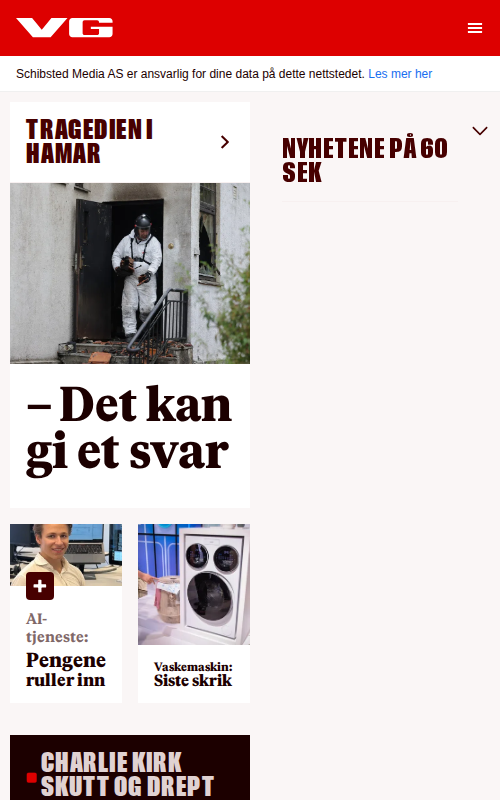 VG
Schibsted Media AS er ansvarlig for dine data på dette nettstedet. Les mer her
TRAGEDIEN I
HAMAR
– Det kan
gi et svar
AI-
tjeneste:
Pengene
ruller inn
Vaskemaskin:
Siste skrik
CHARLIE KIRK
SKUTT OG DREPT
NYHETENE PÅ 60
SEK